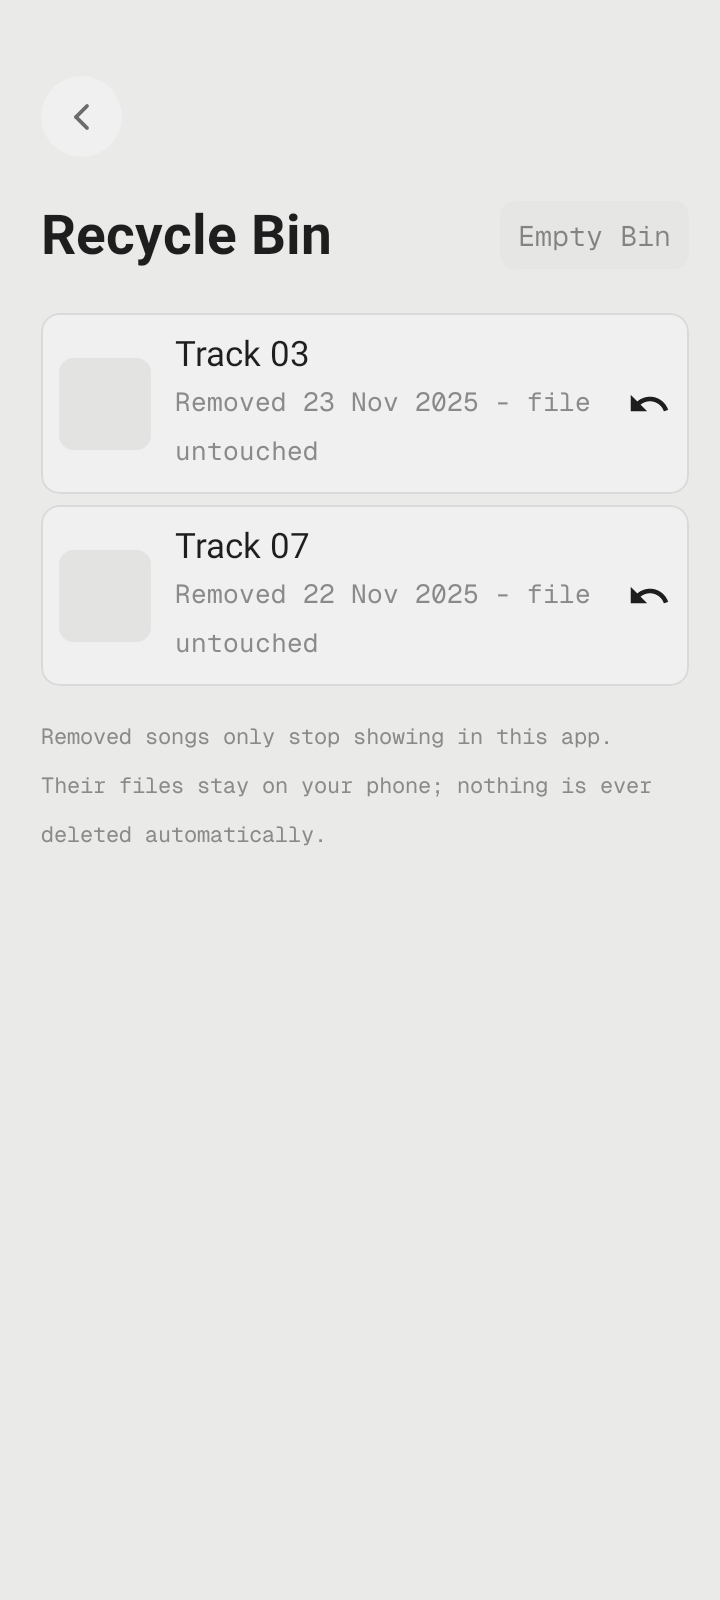 Recycle Bin
Empty Bin
Track 03
Removed 23 Nov 2025 - file
untouched
Track 07
Removed 22 Nov 2025 - file
untouched
Removed songs only stop showing in this app.
Their files stay on your phone; nothing is ever
deleted automatically.